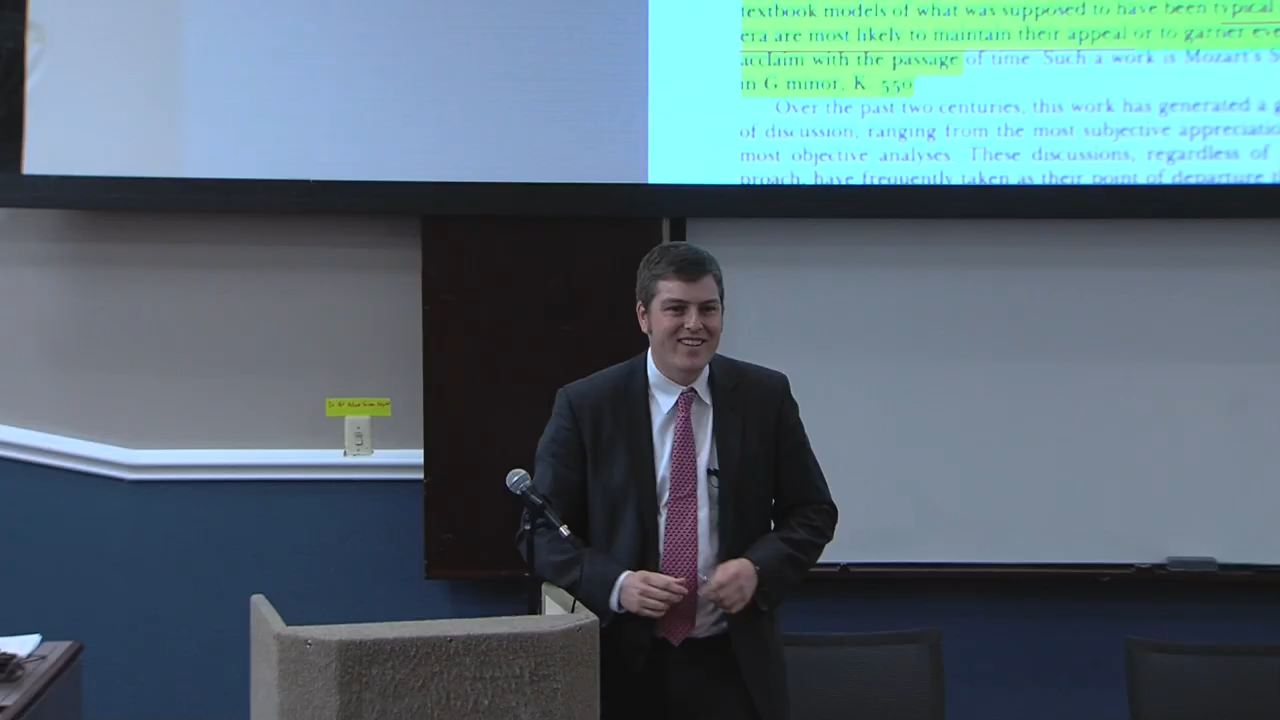 textbook models of what was supposed to have been typical
era are most likely to maintain their appeal or to garner eve
acclaim with the passage of time. Such a work is Mozart's S
in G minor, K. 550
Over the past two centuries, this work has generated a g
of discussion, ranging from the most subjective appreciatio
most objective analyses. These discussions, regardless of
proach, have frequently taken as their point of departure t